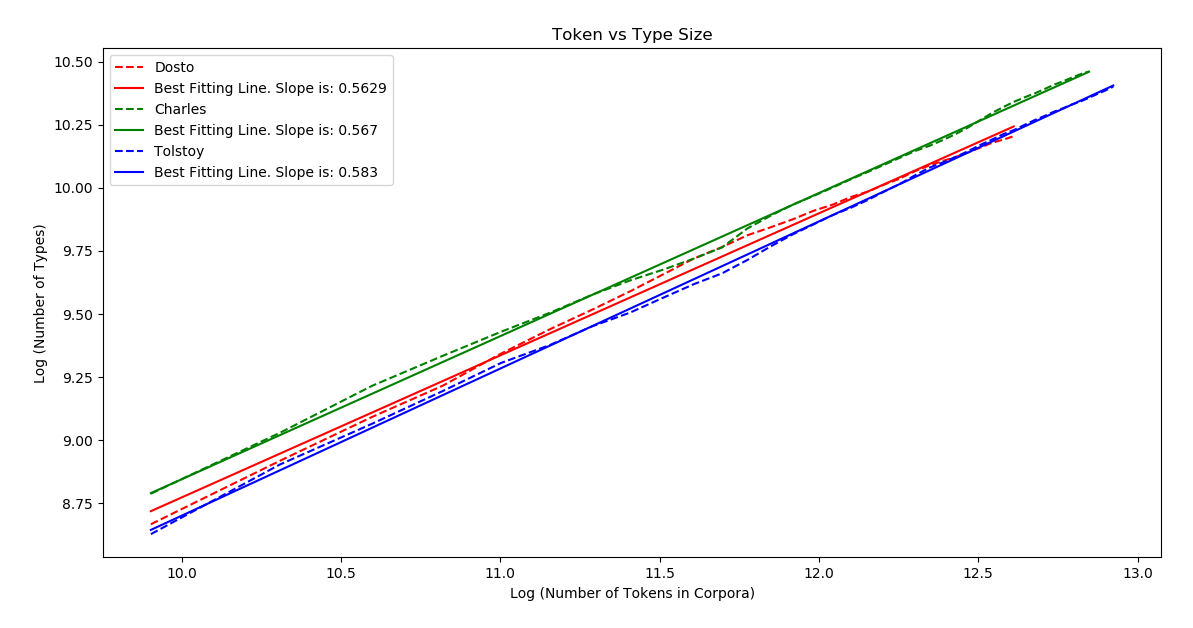 Token vs Type Size
Dosto
Best Fitting Line. Slope is: 0.5629
Charles
Best Fitting Line. Slope is: 0.567
Tolstoy
Best Fitting Line. Slope is: 0.583
Log (Number of Types)
10.50
10.25
10.00
9.75
9.50
9.25
9.00
8.75
10.0 10.5 11.0 11.5 12.0 12.5 13.0
Log (Number of Tokens in Corpora)